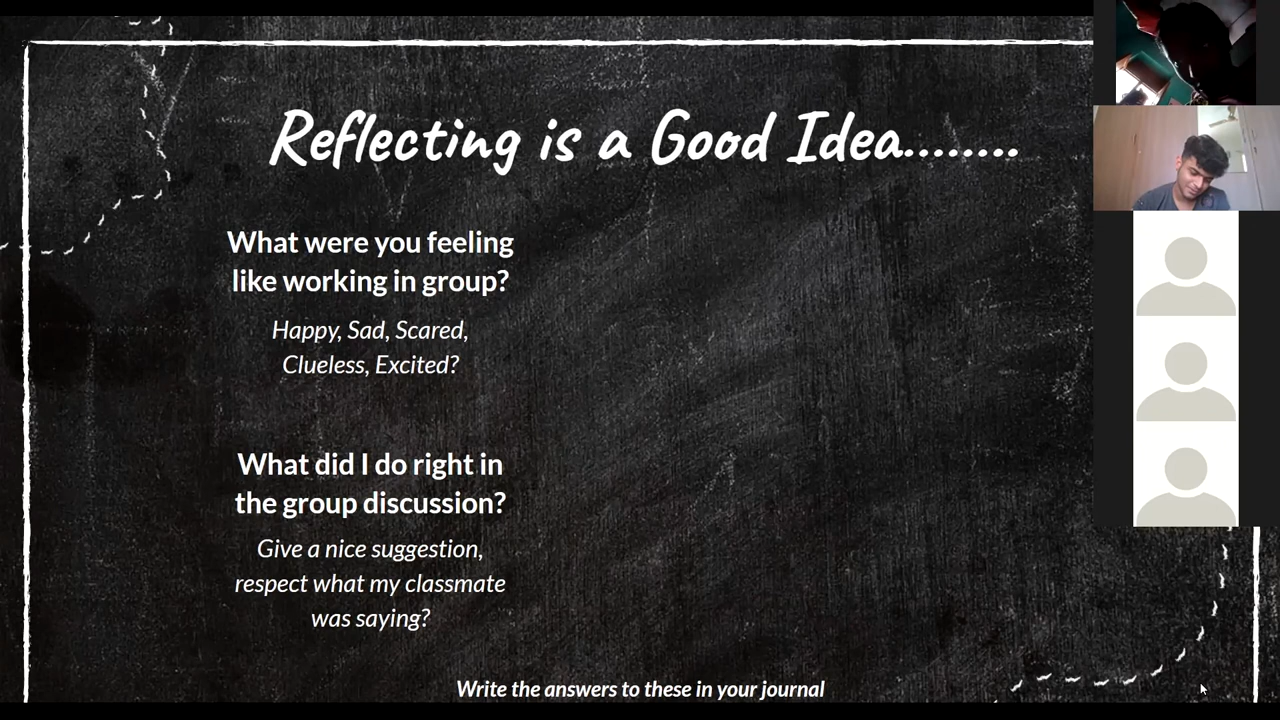 Reflecting is a Good Idea........
What were you feeling
like working in group?
Happy, Sad, Scared,
Clueless, Excited?
What did I do right in
the group discussion?
Give a nice suggestion,
respect what my classmate
was saying?
Write the answers to these in your journal